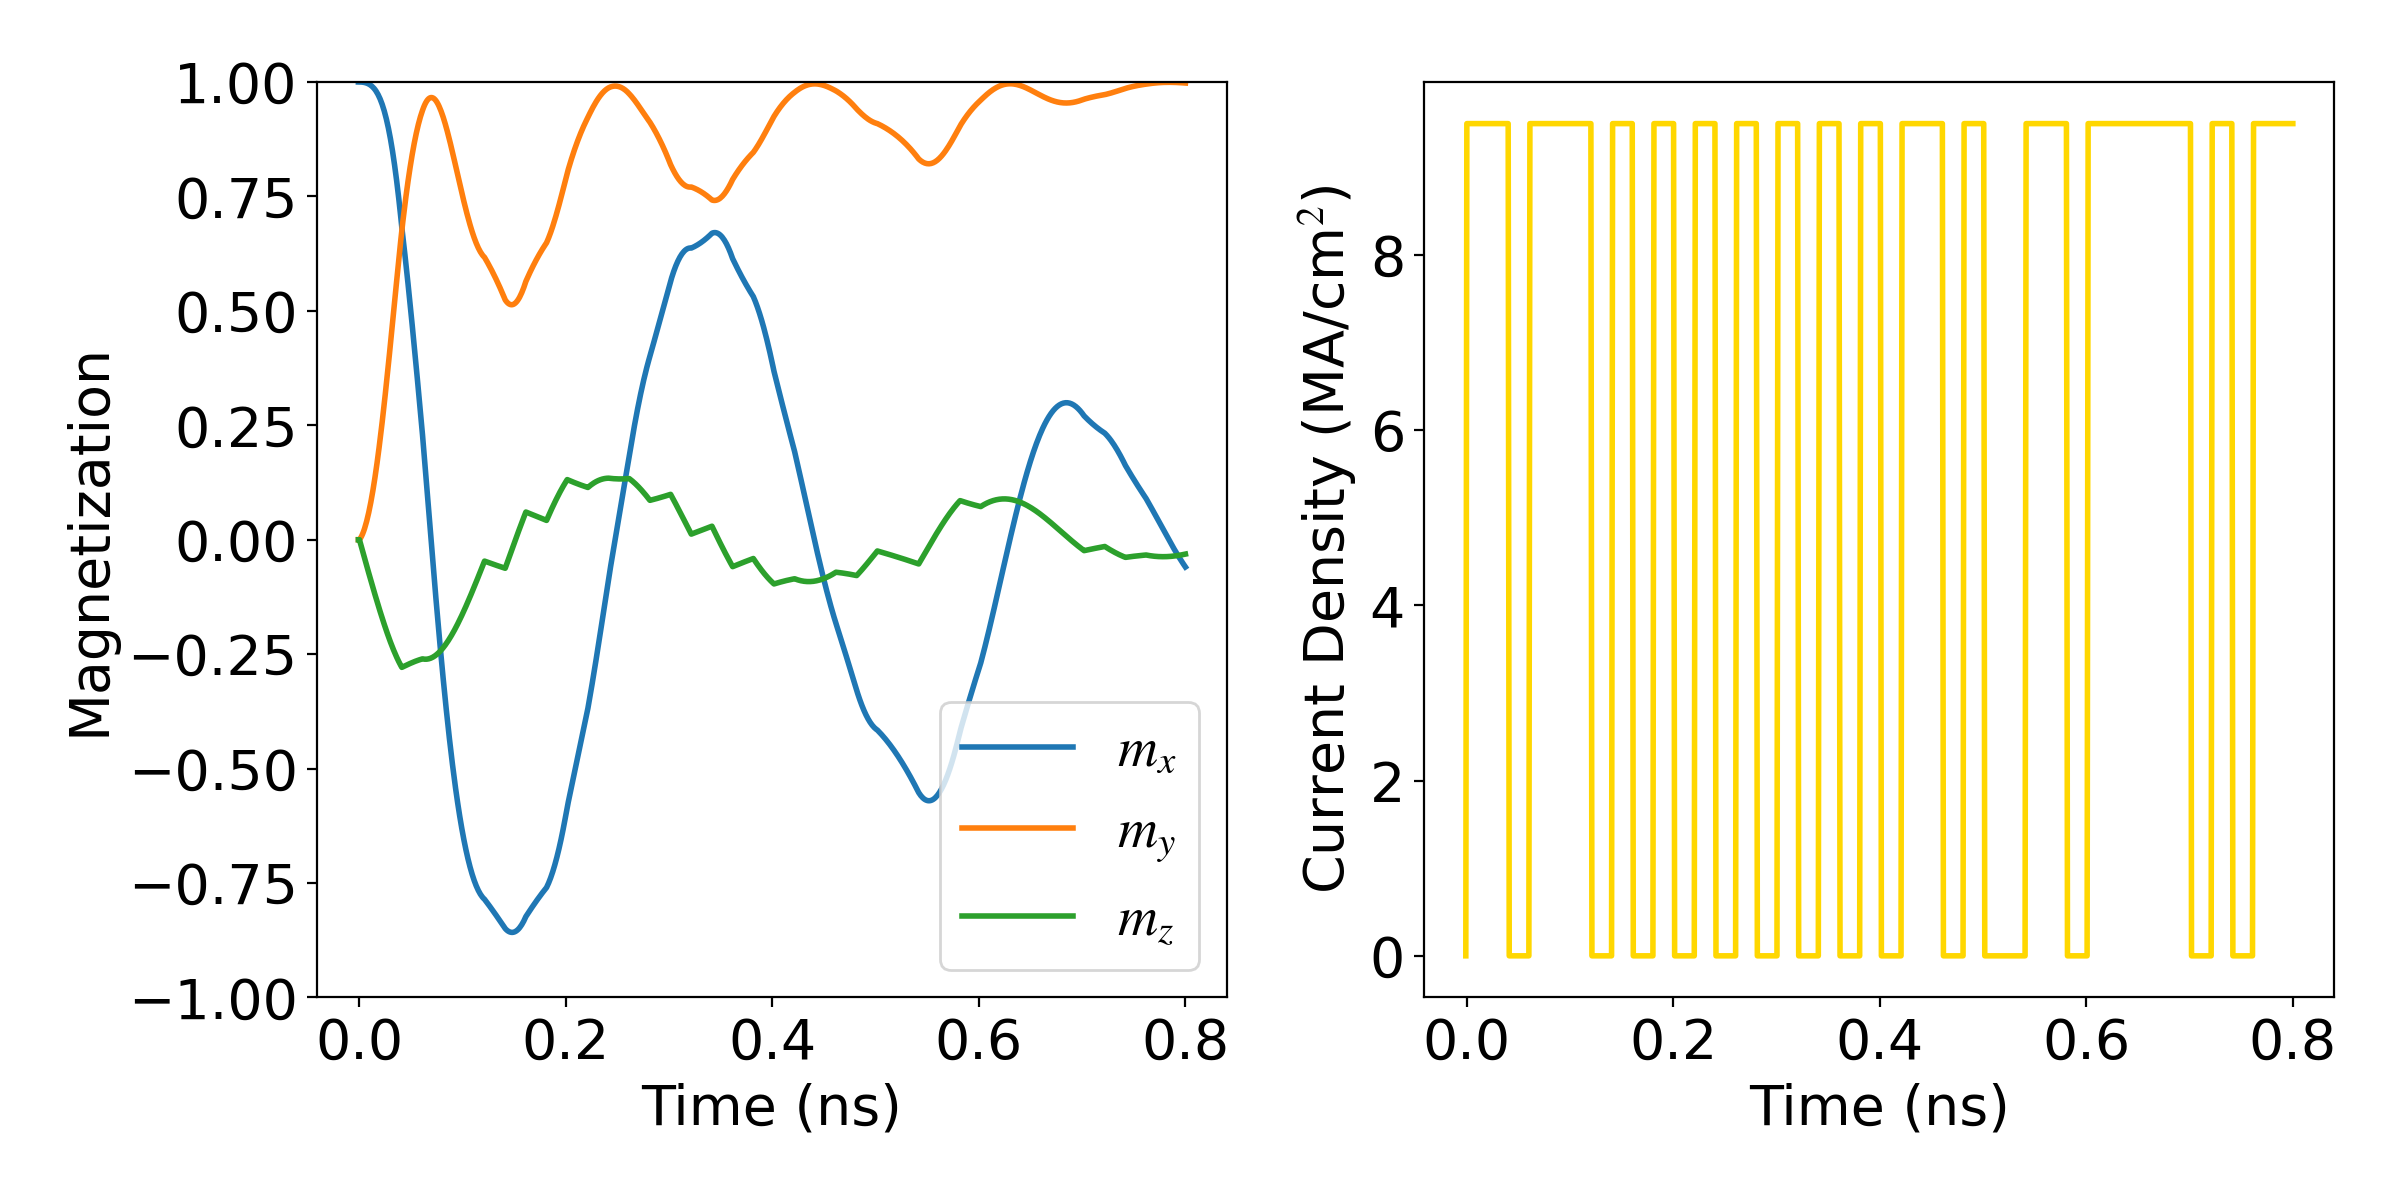 1.00
0.75
0.50
0.25
0.00
−0.25
−0.50
−0.75
−1.00
Magnetization
0.0 0.2 0.4 0.6 0.8
Time (ns)
m_x
m_y
m_z
8
6
4
2
0
Current Density (MA/cm²)
0.0 0.2 0.4 0.6 0.8
Time (ns)